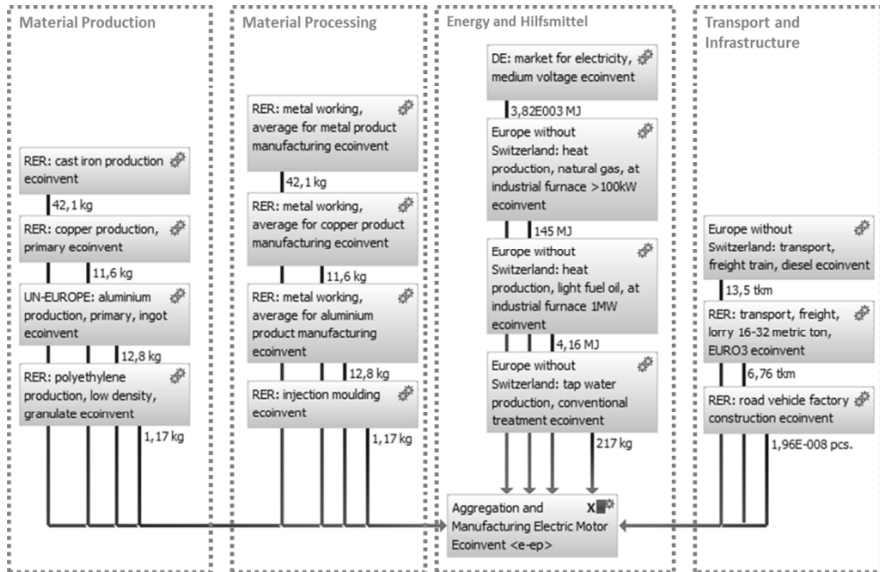 Material Production
RER: cast iron production
ecoinvent
42,1 kg
RER: copper production,
primary ecoinvent
11,6 kg
UN-EUROPE: aluminium
production, primary, ingot
ecoinvent
12,8 kg
RER: polyethylene
production, low density,
granulate ecoinvent
1,17 kg
Material Processing
RER: metal working,
average for metal product
manufacturing ecoinvent
42,1 kg
RER: metal working,
average for copper product
manufacturing ecoinvent
11,6 kg
RER: metal working,
average for aluminium
product manufacturing
ecoinvent
12,8 kg
RER: injection moulding
ecoinvent
1,17 kg
Energy and Hilfsmittel
DE: market for electricity,
medium voltage ecoinvent
3,82E003 MJ
Europe without
Switzerland: heat
production, natural gas, at
industrial furnace >100kW
ecoinvent
145 MJ
Europe without
Switzerland: heat
production, light fuel oil, at
industrial furnace 1MW
ecoinvent
4,16 MJ
Europe without
Switzerland: tap water
production, conventional
treatment ecoinvent
217 kg
Transport and
Infrastructure
Europe without
Switzerland: transport,
freight train, diesel ecoinvent
13,5 tkm
RER: transport, freight,
lorry 16-32 metric ton,
EURO3 ecoinvent
6,76 tkm
RER: road vehicle factory
construction ecoinvent
1,96E-008 pcs.
Aggregation and X
Manufacturing Electric Motor
Ecoinvent <e-ep>